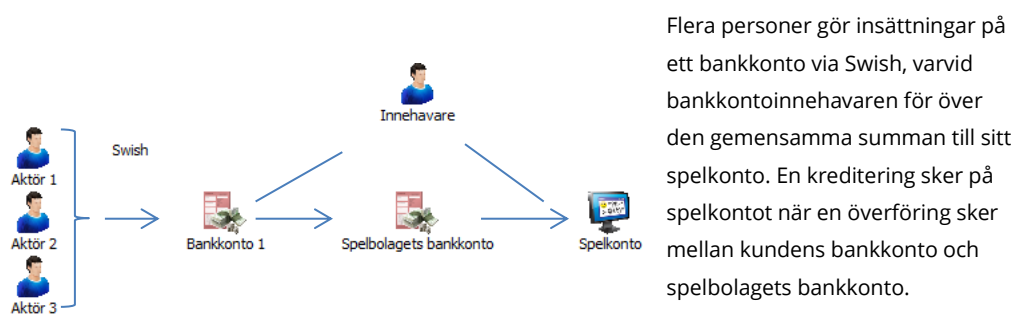 Flera personer gör insättningar på
ett bankkonto via Swish, varvid
bankkontoinnehavaren för över
den gemensamma summan till sitt
spelkonto. En kreditering sker på
spelkontot när en överföring sker
mellan kundens bankkonto och
spelbolagets bankkonto.
Innehavare
Swish
Aktör 1
Aktör 2
Aktör 3
Bankkonto 1
Spelbolagets bankkonto
Spelkonto